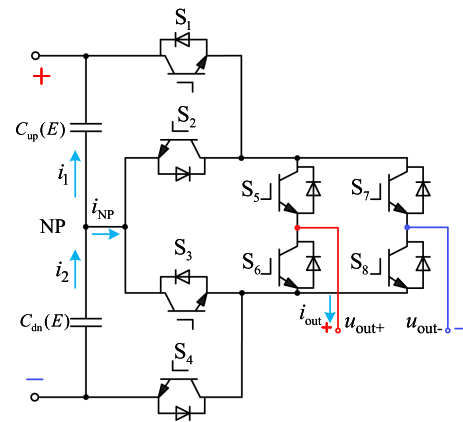 S1
+
S2
Cup(E)
i1
S5
S7
iNP
NP
i2
S3
S6
S8
Cdn(E)
iout
+
uout+
uout-
−
S4
−